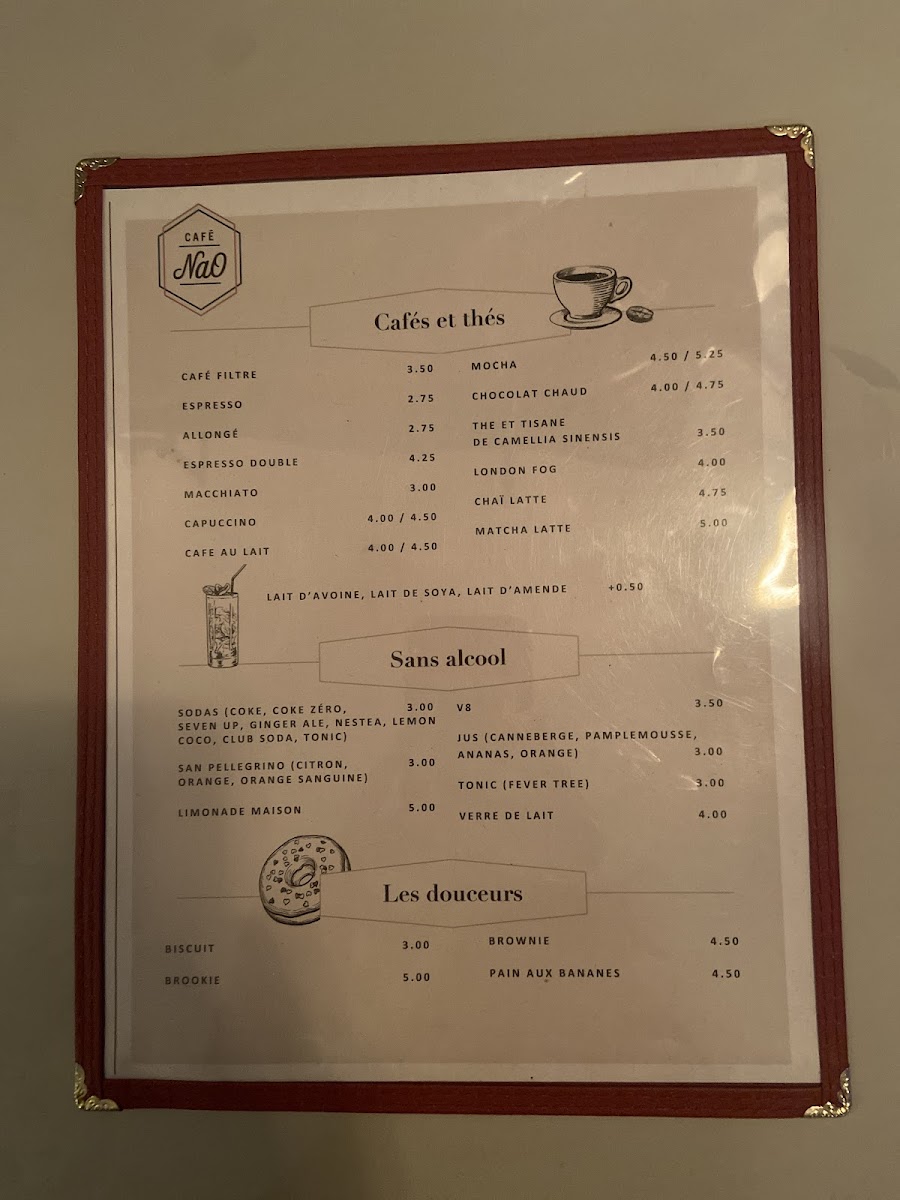 CAFÉ
NaO
Cafés et thés
CAFÉ FILTRE 3.50
ESPRESSO 2.75
ALLONGÉ 2.75
ESPRESSO DOUBLE 4.25
MACCHIATO 3.00
CAPUCCINO 4.00 / 4.50
CAFE AU LAIT 4.00 / 4.50
MOCHA 4.50 / 5.25
CHOCOLAT CHAUD 4.00 / 4.75
THE ET TISANE
DE CAMELLIA SINENSIS 3.50
LONDON FOG 4.00
CHAÏ LATTE 4.75
MATCHA LATTE 5.00
LAIT D'AVOINE, LAIT DE SOYA, LAIT D'AMENDE +0.50
Sans alcool
SODAS (COKE, COKE ZÉRO, 3.00
SEVEN UP, GINGER ALE, NESTEA, LEMON
COCO, CLUB SODA, TONIC)
SAN PELLEGRINO (CITRON, 3.00
ORANGE, ORANGE SANGUINE)
LIMONADE MAISON 5.00
V8 3.50
JUS (CANNEBERGE, PAMPLEMOUSSE,
ANANAS, ORANGE) 3.00
TONIC (FEVER TREE) 3.00
VERRE DE LAIT 4.00
Les douceurs
BISCUIT 3.00
BROOKIE 5.00
BROWNIE 4.50
PAIN AUX BANANES 4.50